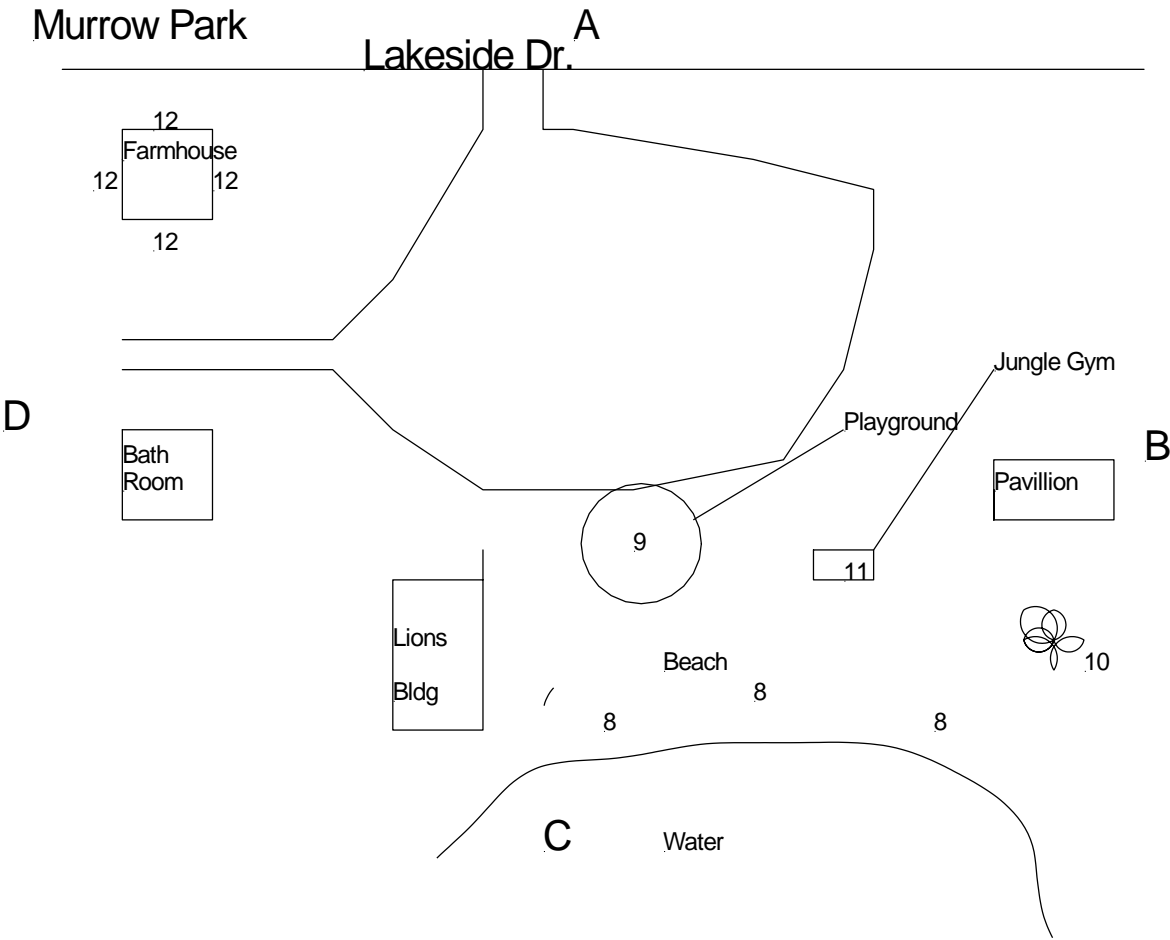 Murrow Park
A
Lakeside Dr.
12
Farmhouse
12
12
12
Jungle Gym
D
Playground
B
Bath
Room
Pavillion
9
11
Lions
Beach
10
Bldg
8
8
8
C
Water